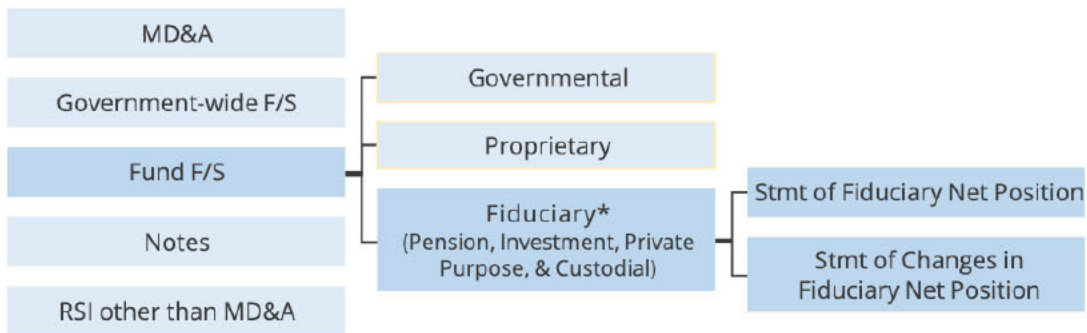 MD&A
Government-wide F/S
Fund F/S
Notes
RSI other than MD&A
Governmental
Proprietary
Fiduciary*
(Pension, Investment, Private
Purpose, & Custodial)
Stmt of Fiduciary Net Position
Stmt of Changes in
Fiduciary Net Position